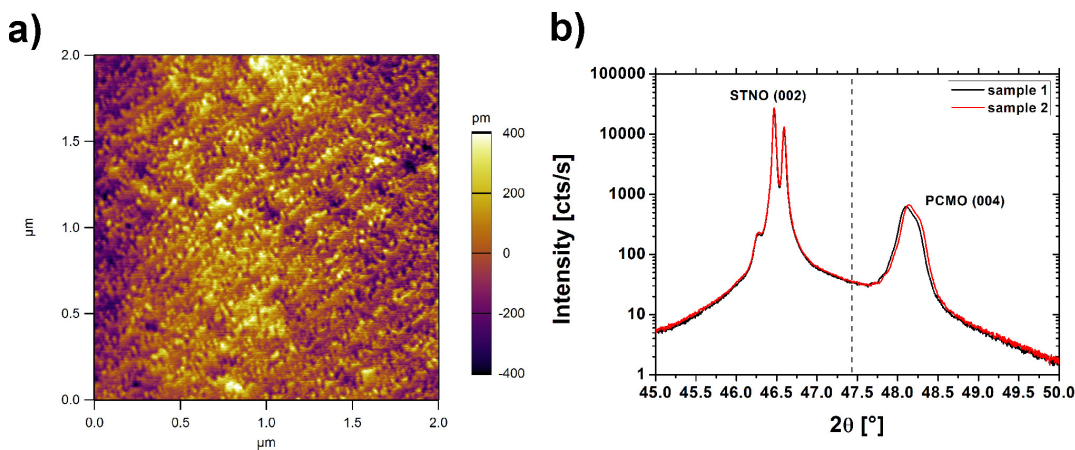 a)
2.0
1.5
1.0
0.5
0.0
µm
0.0 0.5 1.0 1.5 2.0
µm
pm
400
200
0
-200
-400
b)
100000
10000
1000
100
10
1
Intensity [cts/s]
STNO (002)
sample 1
sample 2
PCMO (004)
45.0 45.5 46.0 46.5 47.0 47.5 48.0 48.5 49.0 49.5 50.0
2θ [°]